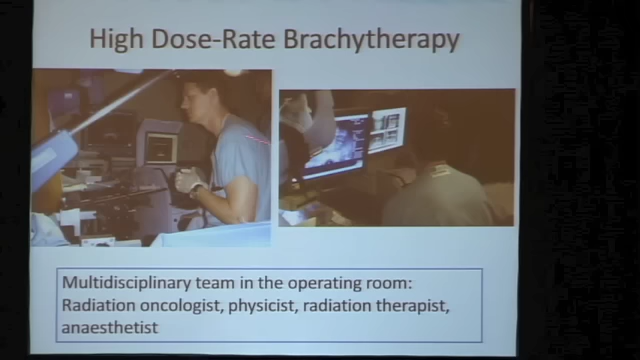 High Dose-Rate Brachytherapy
Multidisciplinary team in the operating room:
Radiation oncologist, physicist, radiation therapist,
anaesthetist